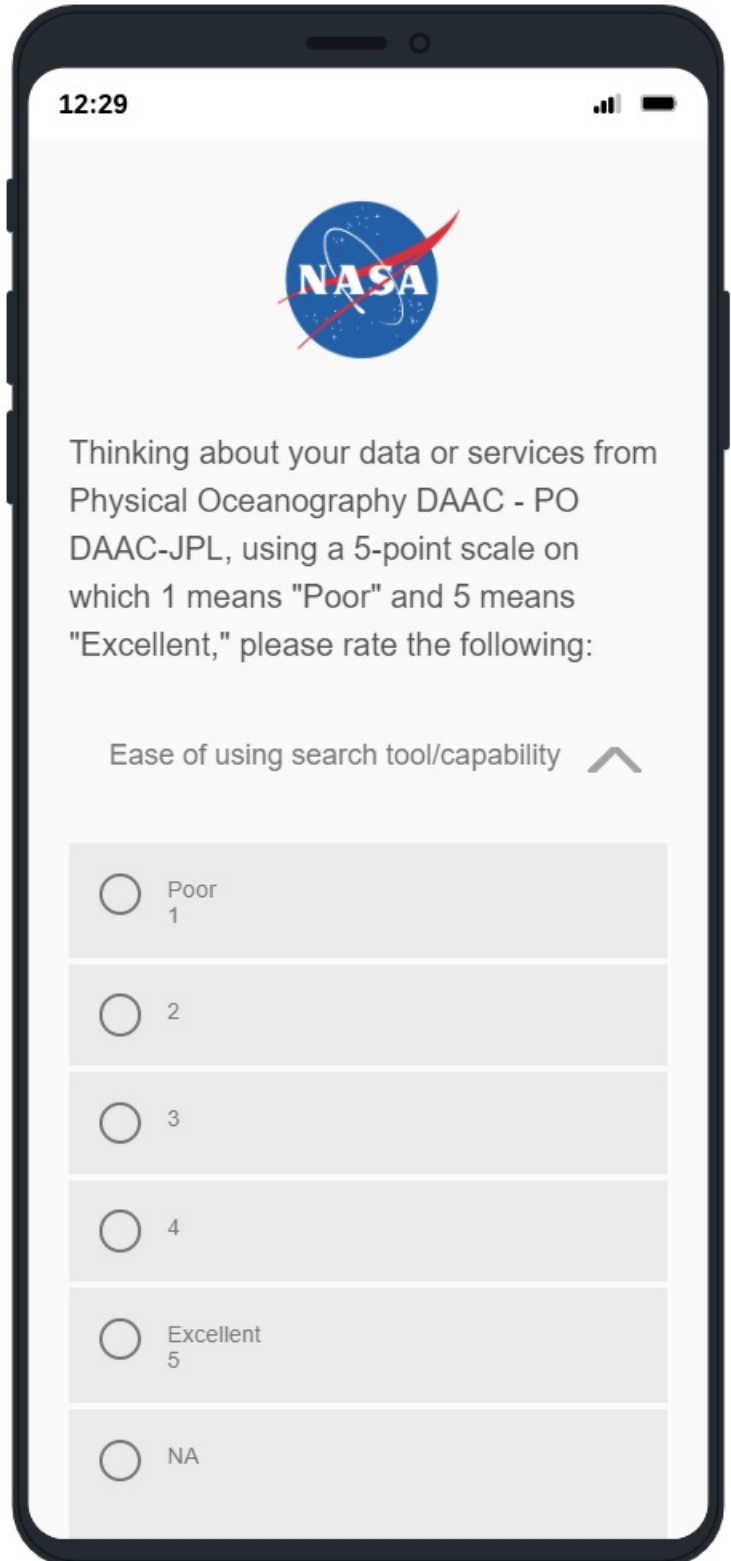 12:29
NASA
Thinking about your data or services from
Physical Oceanography DAAC - PO
DAAC-JPL, using a 5-point scale on
which 1 means "Poor" and 5 means
"Excellent," please rate the following:
Ease of using search tool/capability
Poor
1
2
3
4
Excellent
5
NA